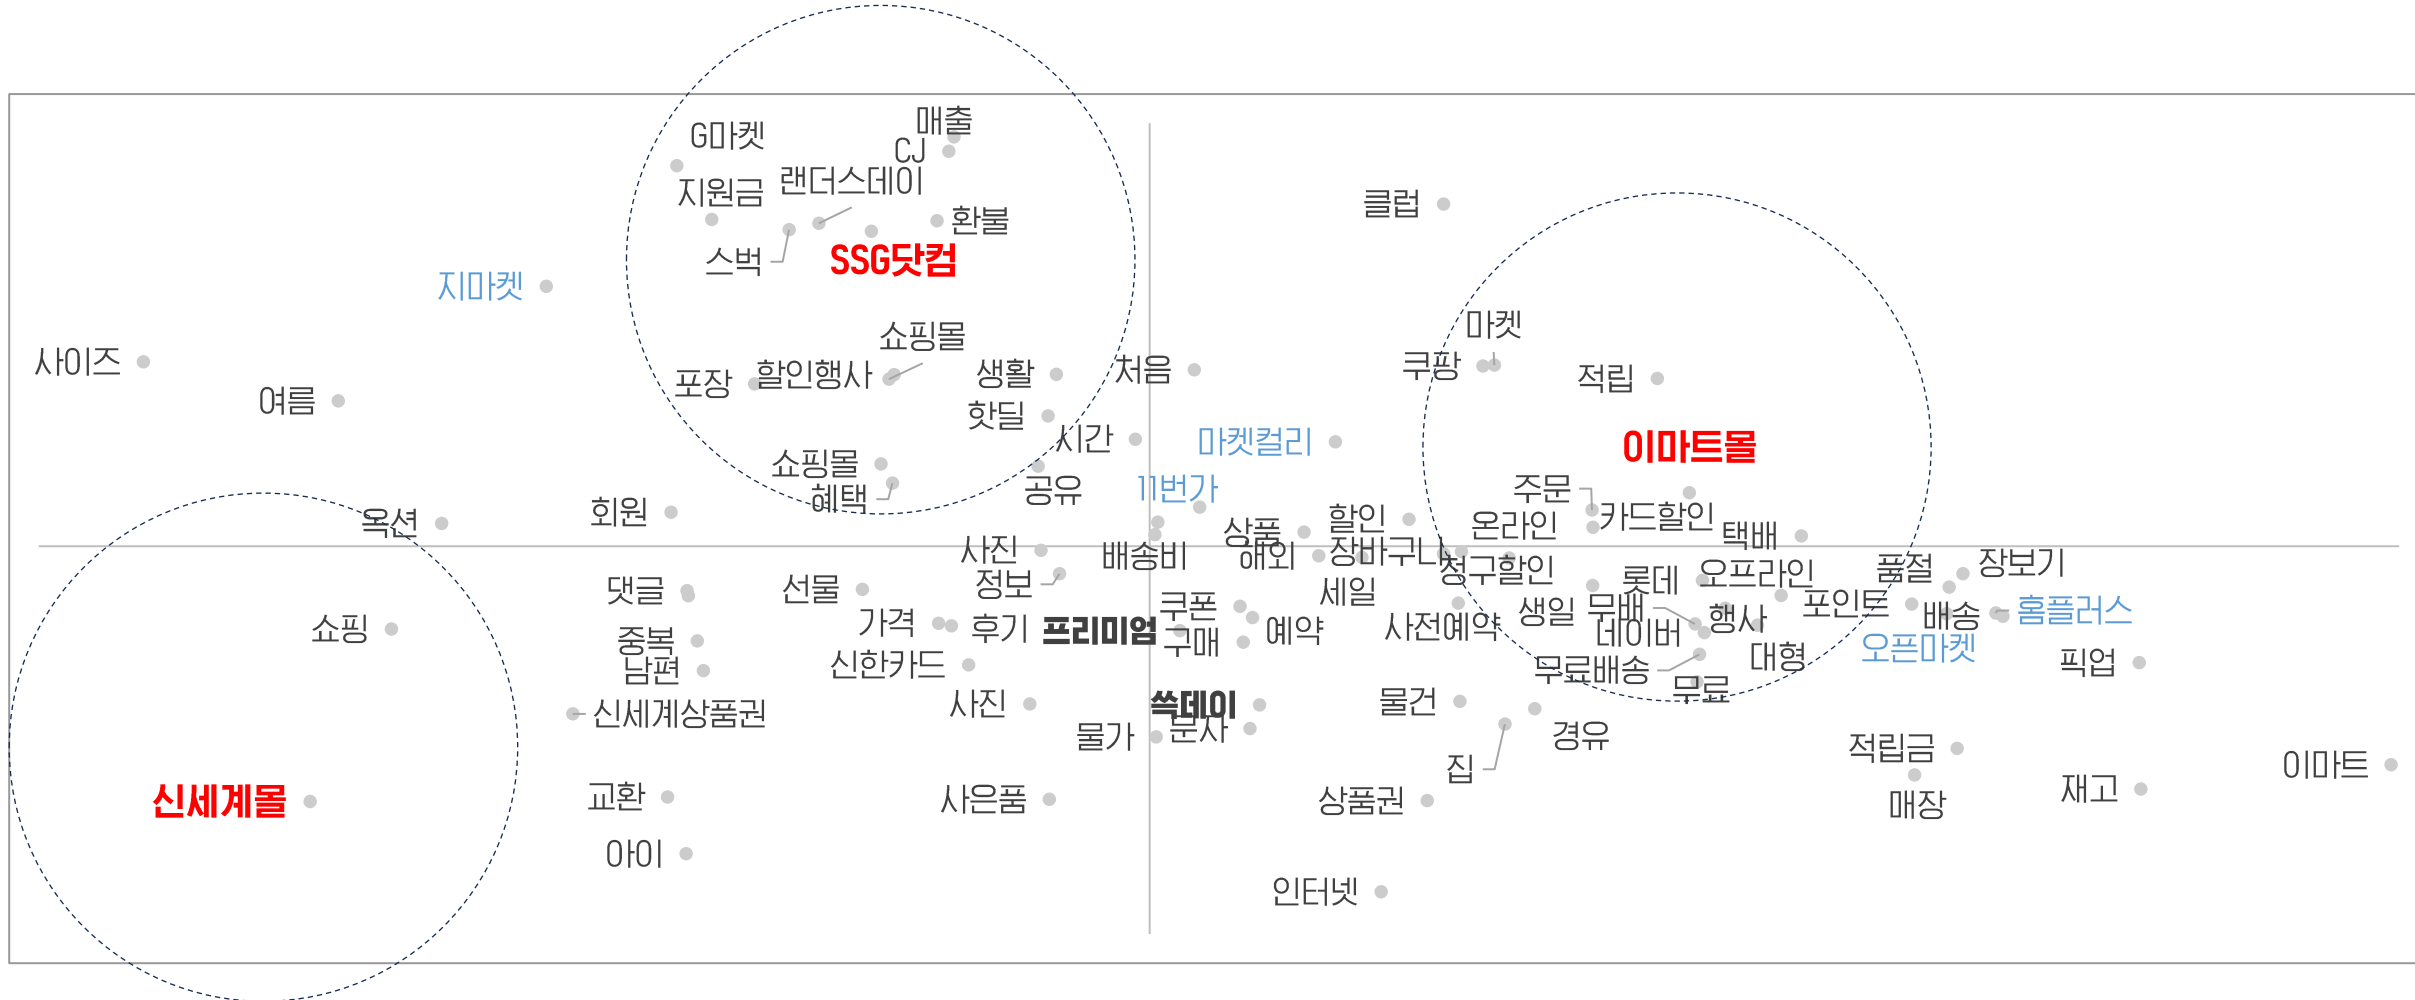 매출
G마켓
CJ
랜더스데이
지원금
클럽
환불
SSG닷컴
스벅
지마켓
마켓
쇼핑몰
사이즈
포장
할인행사
생활
처음
쿠팡
적립
여름
핫딜
시간
마켓컬리
이마트몰
쇼핑몰
혜택
공유
11번가
주문
옥션
회원
상품
할인
온라인
카드할인
택배
사진
배송비
해외
장바구니
품절
장보기
정보
청구할인
롯데
오프라인
댓글
선물
세일
쿠폰
생일
무배
포인트
홈플러스
쇼핑
가격
후기
프리미엄
예약
사전예약
네이버
행사
배송
중복
구매
오픈마켓
남편
신한카드
무료배송
대형
픽업
무료
신세계상품권
사진
쓱데이
물건
문자
물가
경유
적립금
집
이마트
신세계몰
교환
사은품
상품권
매장
재고
아이
인터넷